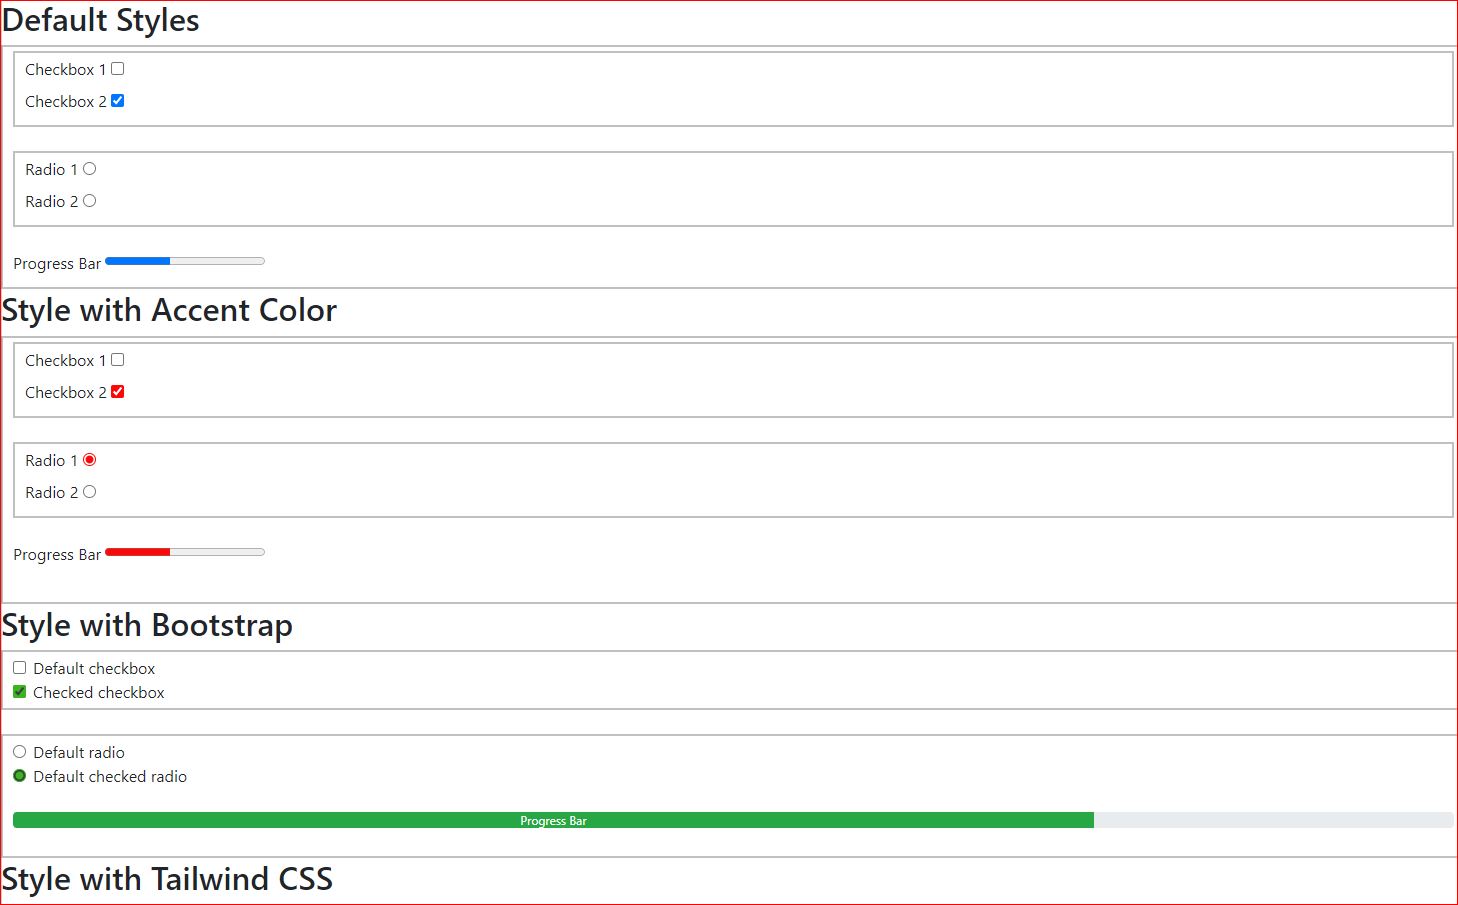 Default Styles
Checkbox 1
Checkbox 2
Radio 1
Radio 2
Progress Bar
Style with Accent Color
Checkbox 1
Checkbox 2
Radio 1
Radio 2
Progress Bar
Style with Bootstrap
Default checkbox
Checked checkbox
Default radio
Default checked radio
Progress Bar
Style with Tailwind CSS